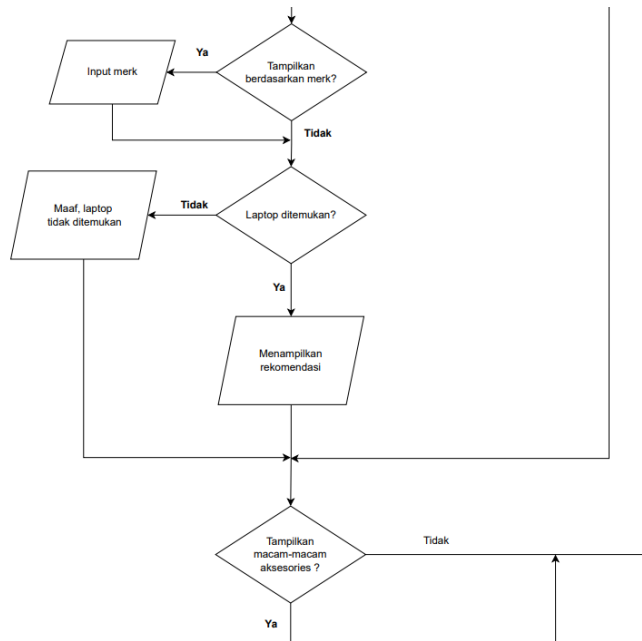 Ya
Input merk
Tampilkan
berdasarkan merk?
Tidak
Maaf, laptop
tidak ditemukan
Tidak
Laptop ditemukan?
Ya
Menampilkan
rekomendasi
Tampilkan
macam-macam
aksesories ?
Tidak
Ya